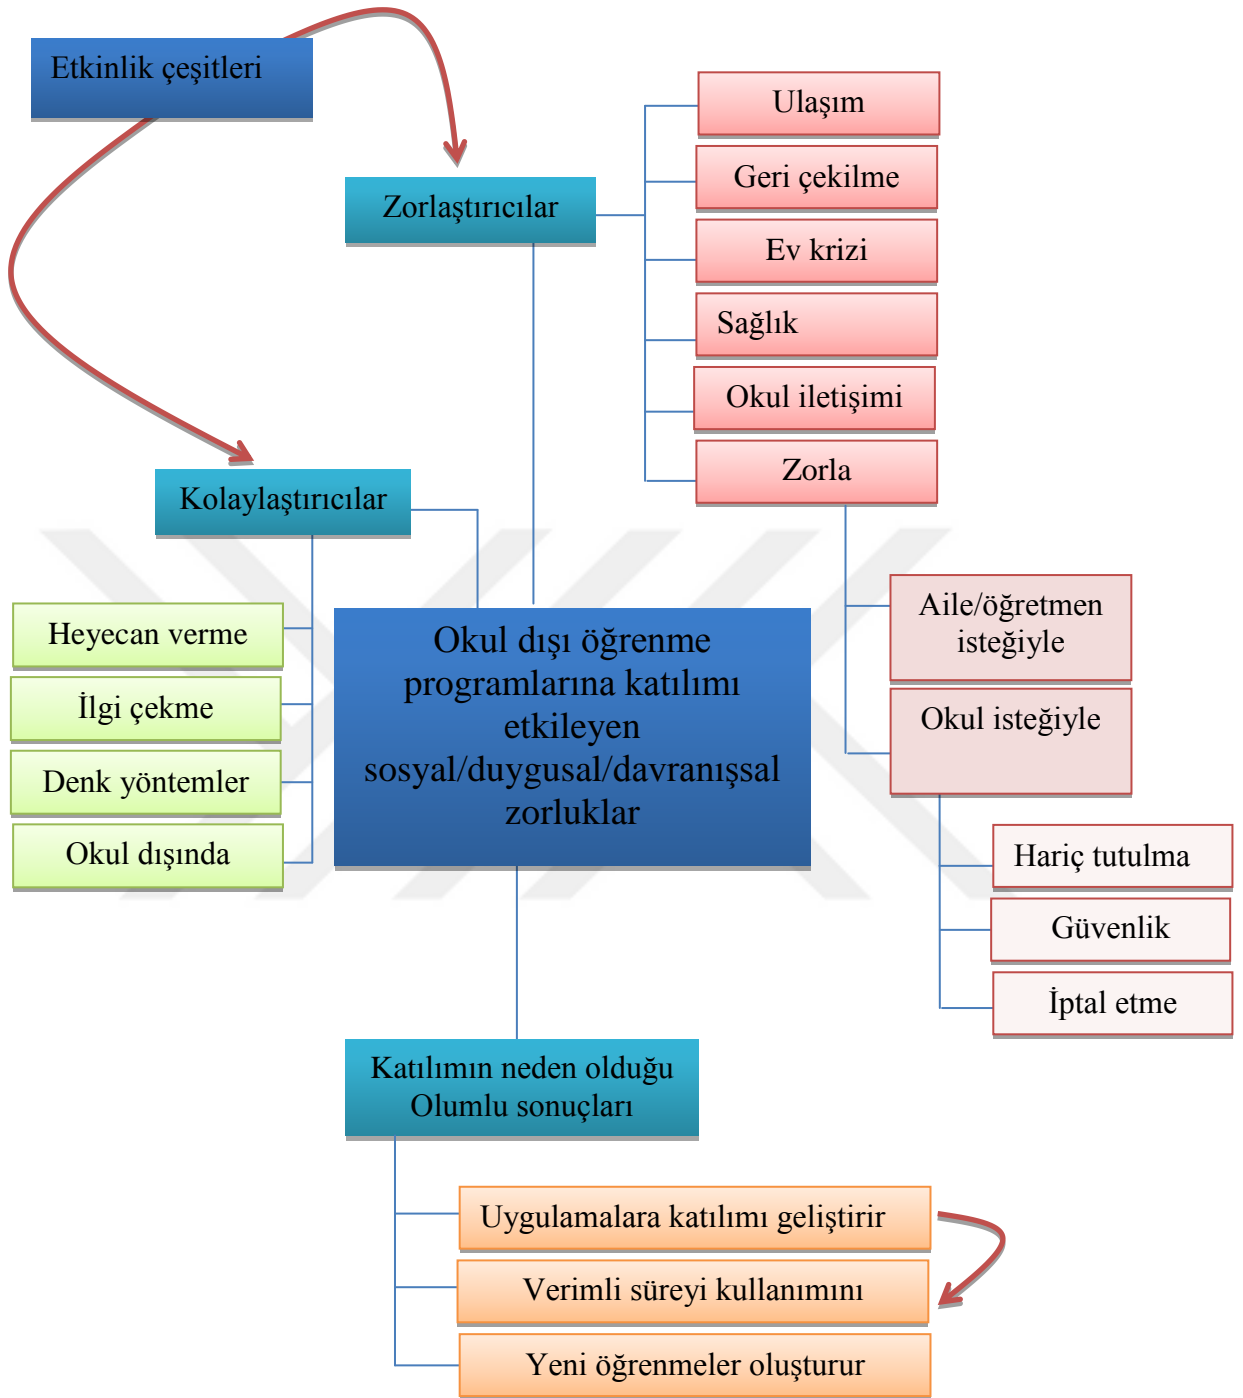 Etkinlik çeşitleri
Ulaşım
Geri çekilme
Zorlaştırıcılar
Ev krizi
Sağlık
Okul iletişimi
Zorla
Kolaylaştırıcılar
Aile/öğretmen
isteğiyle
Okul isteğiyle
Heyecan verme
İlgi çekme
Denk yöntemler
Okul dışında
Okul dışı öğrenme
programlarına katılımı
etkileyen
sosyal/duygusal/davranışsal
zorluklar
Hariç tutulma
Güvenlik
İptal etme
Katılımın neden olduğu
Olumlu sonuçları
Uygulamalara katılımı geliştirir
Verimli süreyi kullanımını
Yeni öğrenmeler oluşturur